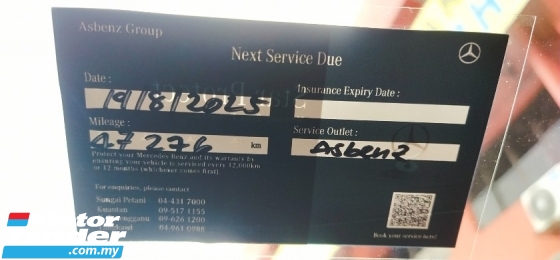 Asbenz Group
Next Service Due
Date :
19/8/2025
Insurance Expiry Date :
Mileage :
47276 km
Service Outlet :
Asbenz
Protect your Mercedes-Benz and its warranty by
ensuring your vehicle is serviced every 12,000km
or 12 months (whichever comes first).
For enquiries, please contact
Sungai Petani 04-431 7000
Kuantan 09-517 1155
09-626 1200
04-961 0988
Book your service here!
.com.my